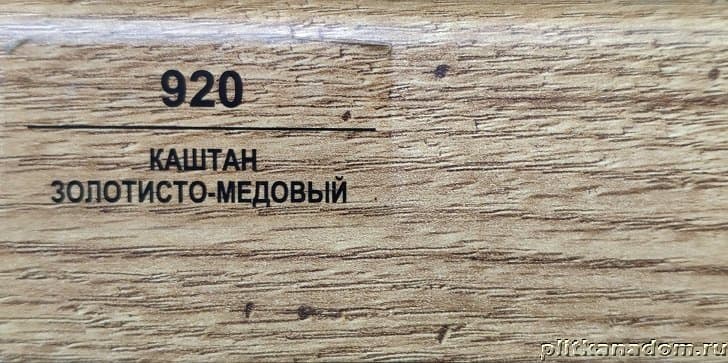 920
КАШТАН
ЗОЛОТИСТО-МЕДОВЫЙ
plitkanadom.ru